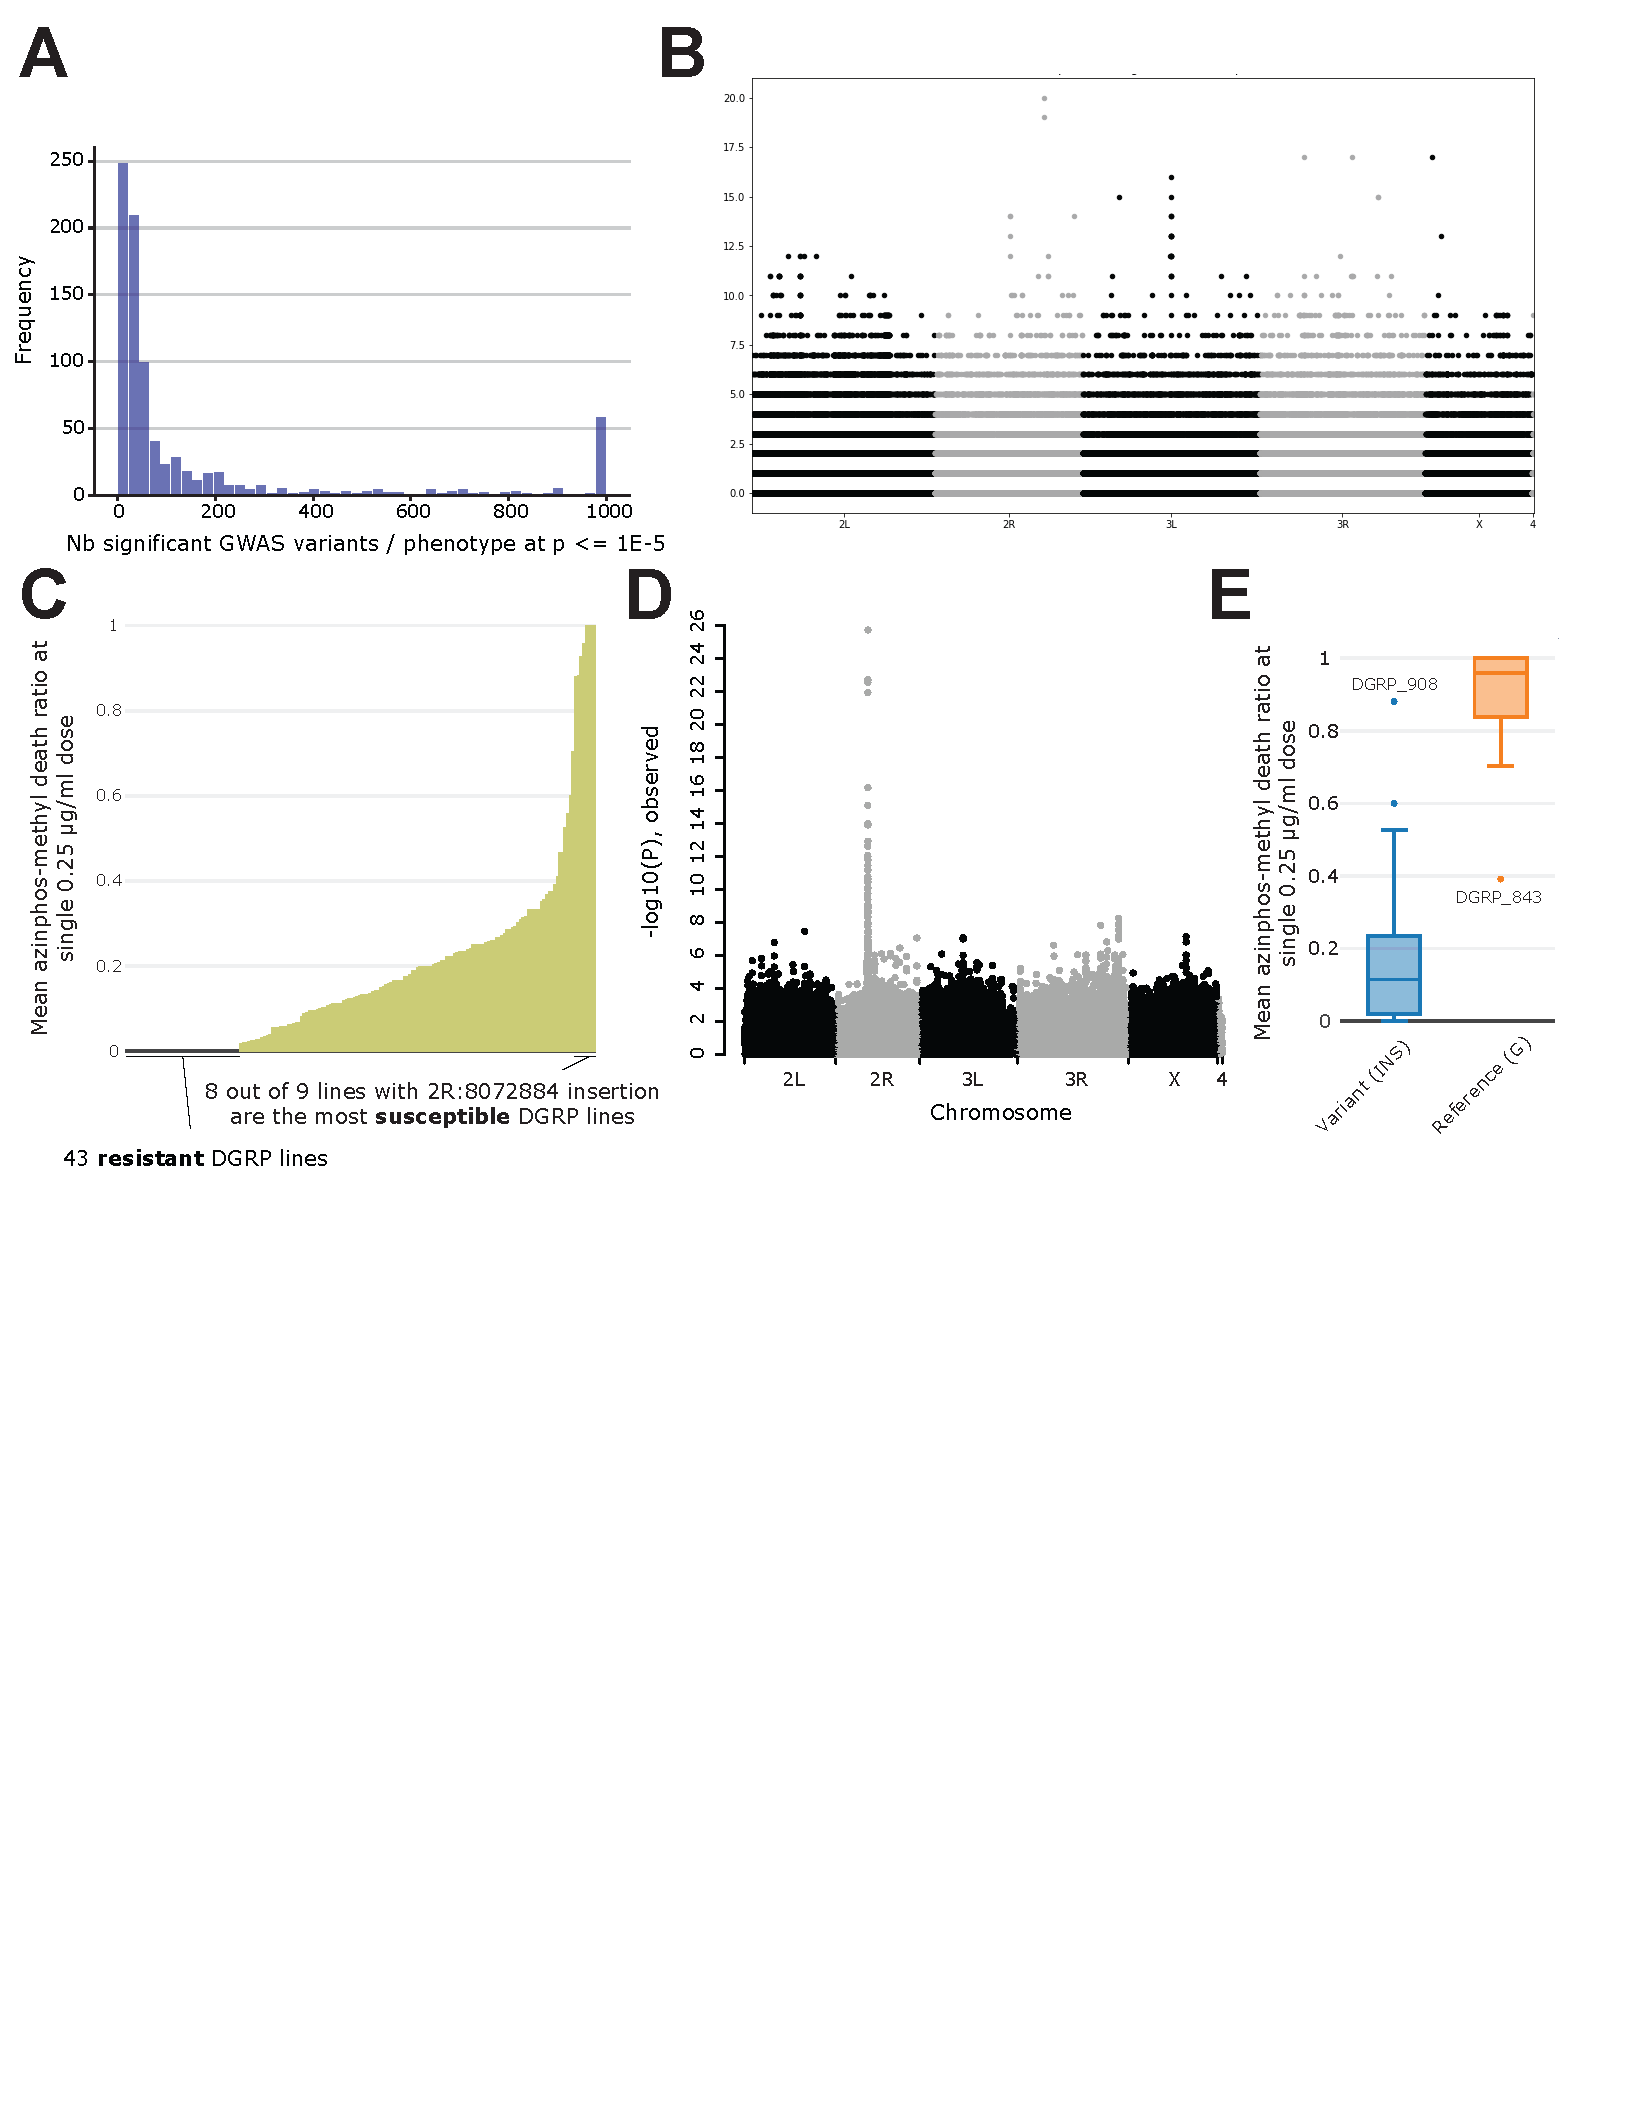 A
B
250
200
150
100
50
0
Frequency
0 200 400 600 800 1000
Nb significant GWAS variants / phenotype at p <= 1E-5
20.0
17.5
15.0
12.5
10.0
7.5
5.0
2.5
0.0
2L 2R 3L 3R X 4
C
D
E
Mean azinphos-methyl death ratio at
single 0.25 µg/ml dose
1
0.8
0.6
0.4
0.2
0
8 out of 9 lines with 2R:8072884 insertion
are the most susceptible DGRP lines
43 resistant DGRP lines
-log10(P), observed
26
24
22
20
18
16
14
12
10
8
6
4
2
0
2L 2R 3L 3R X 4
Chromosome
Mean azinphos-methyl death ratio at
single 0.25 µg/ml dose
1
0.8
0.6
0.4
0.2
0
DGRP_908
DGRP_843
Variant (INS)
Reference (G)